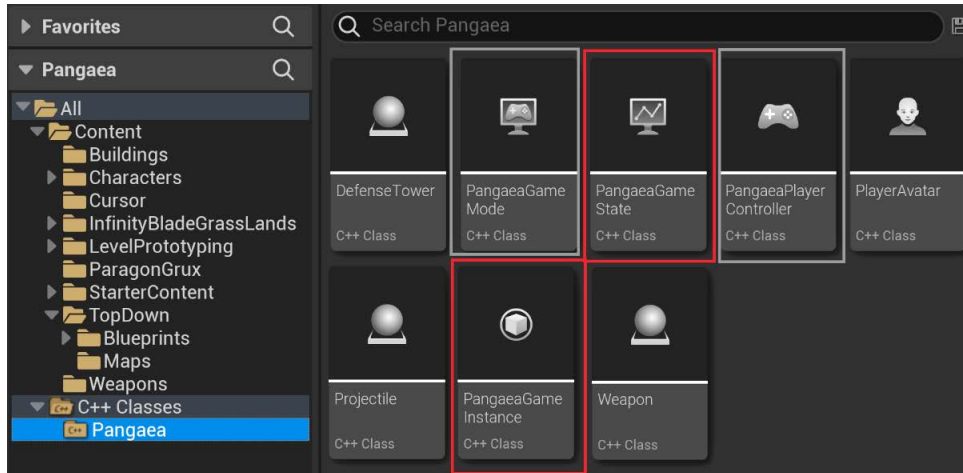 Favorites
Pangaea
All
Content
Buildings
Characters
Cursor
InfinityBladeGrassLands
LevelPrototyping
ParagonGrux
StarterContent
TopDown
Blueprints
Maps
Weapons
C++ Classes
Pangaea
Search Pangaea
DefenseTower
C++ Class
PangaeaGame
Mode
C++ Class
PangaeaGame
State
C++ Class
PangaeaPlayer
Controller
C++ Class
PlayerAvatar
C++ Class
Projectile
C++ Class
PangaeaGame
Instance
C++ Class
Weapon
C++ Class